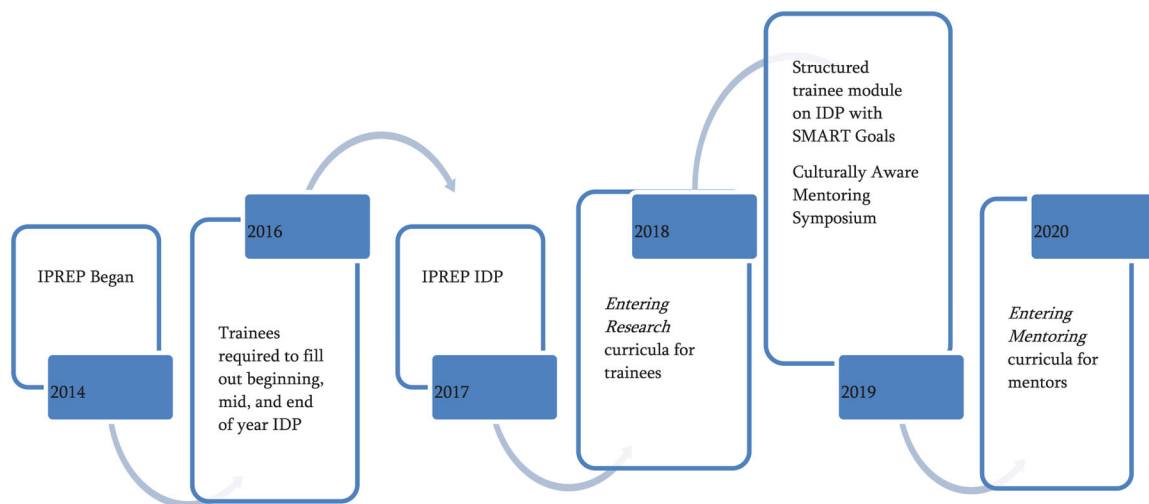 IPREP Began
2014
2016
Trainees
required to fill
out beginning,
mid, and end
of year IDP
IPREP IDP
2017
2018
Entering
Research
curricula for
trainees
Structured
trainee module
on IDP with
SMART Goals
Culturally Aware
Mentoring
Symposium
2019
2020
Entering
Mentoring
curricula for
mentors